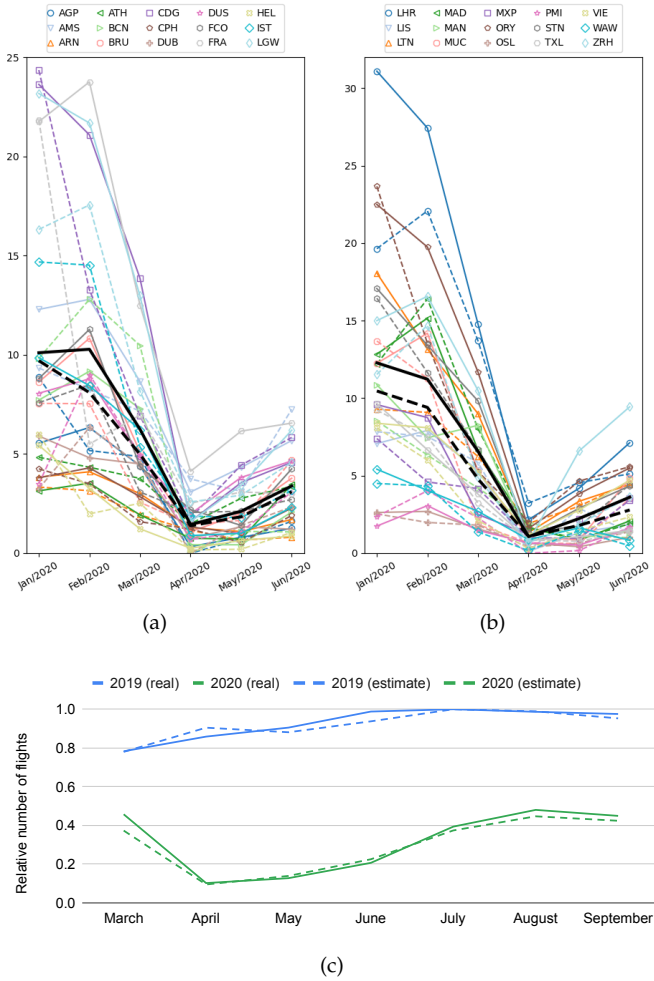 AGP ATH CDG DUS HEL LHR MAD MXP PMI VIE
AMS BCN CPH FCO IST LIS MAN ORY STN WAW
ARN BRU DUB FRA LGW LTN MUC OSL TXL ZRH
25
20
15
10
5
0
Jan/2020 Feb/2020 Mar/2020 Apr/2020 May/2020 Jun/2020
(a)
30
25
20
15
10
5
0
Jan/2020 Feb/2020 Mar/2020 Apr/2020 May/2020 Jun/2020
(b)
2019 (real) 2020 (real) 2019 (estimate) 2020 (estimate)
Relative number of flights
1.0
0.8
0.6
0.4
0.2
0.0
March April May June July August September
(c)